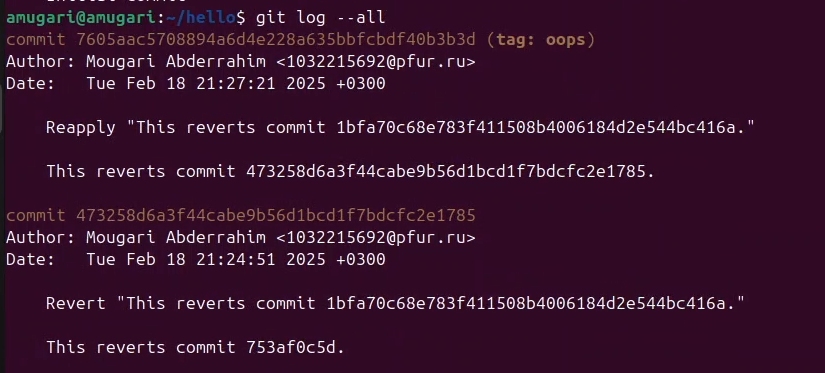 amugari@amugari:~/hello$ git log --all
commit 7605aac5708894a6d4e228a635bbfcbdf40b3b3d (tag: oops)
Author: Mougari Abderrahim <1032215692@pfur.ru>
Date:   Tue Feb 18 21:27:21 2025 +0300
Reapply "This reverts commit 1bfa70c68e783f411508b4006184d2e544bc416a."
This reverts commit 473258d6a3f44cabe9b56d1bcd1f7bdcfc2e1785.
commit 473258d6a3f44cabe9b56d1bcd1f7bdcfc2e1785
Author: Mougari Abderrahim <1032215692@pfur.ru>
Date:   Tue Feb 18 21:24:51 2025 +0300
Revert "This reverts commit 1bfa70c68e783f411508b4006184d2e544bc416a."
This reverts commit 753af0c5d.